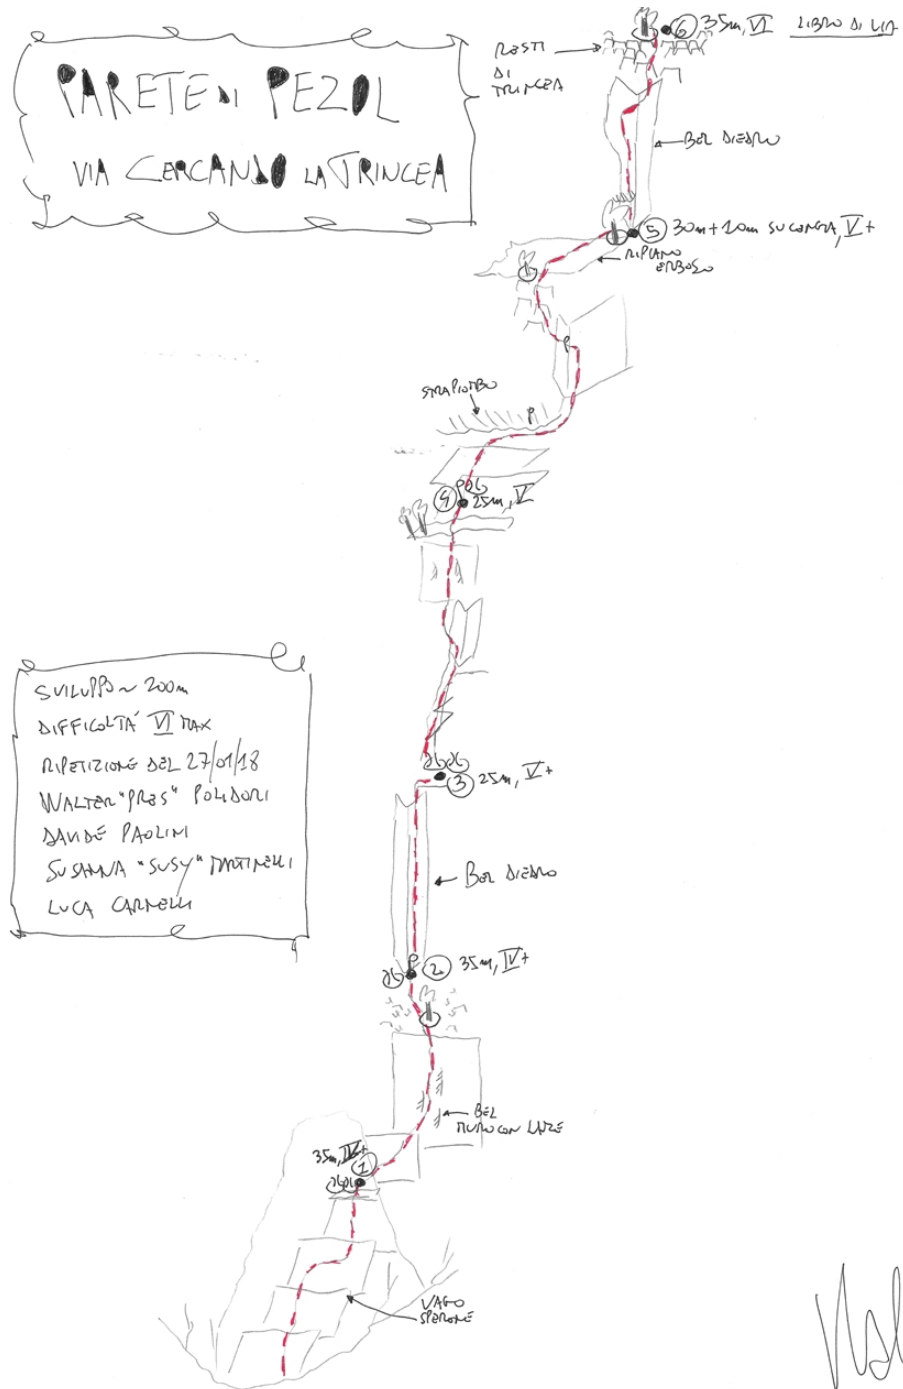 PARETE DI PEZOL
VIA CERCANDO LA TRINCEA
RESTI
DI
TRINCEA
6 35m, VI LIBRO DI VIA
BEL DIEDRO
5 30m+10m SU CENGIA, V+
RIPIANO
ERBOSO
P
STRAPIOMBO
P
P
4 25m, V
SVILUPPO ~ 200m
DIFFICOLTÀ VI MAX
RIPETIZIONE DEL 27/01/18
WALTER "PRES" POLIDORI
DAVIDE PAOLINI
SUSANNA "SUSY" MARTINELLI
LUCA CARNELLI
3 25m, V+
BEL DIEDRO
P
2 35m, IV+
BEL
MURO CON LAME
35m, IV+
1
VAGO
SPERONE